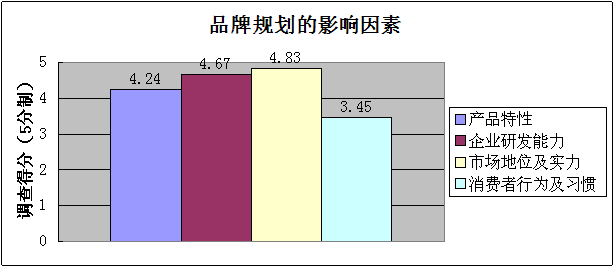 品牌规划的影响因素
调查得分（5分制）
5
4
3
2
1
0
4.24
4.67
4.83
3.45
产品特性
企业研发能力
市场地位及实力
消费者行为及习惯